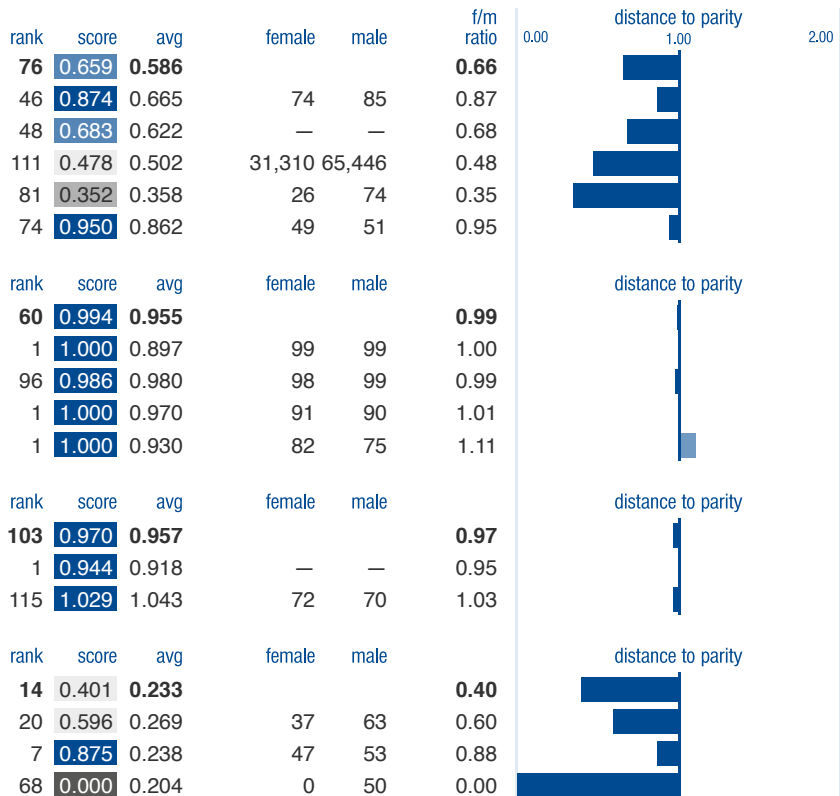 f/m distance to parity
rank score avg female male ratio 0.00 1.00 2.00
76 0.659 0.586 0.66
46 0.874 0.665 74 85 0.87
48 0.683 0.622 — — 0.68
111 0.478 0.502 31,310 65,446 0.48
81 0.352 0.358 26 74 0.35
74 0.950 0.862 49 51 0.95
rank score avg female male distance to parity
60 0.994 0.955 0.99
1 1.000 0.897 99 99 1.00
96 0.986 0.980 98 99 0.99
1 1.000 0.970 91 90 1.01
1 1.000 0.930 82 75 1.11
rank score avg female male distance to parity
103 0.970 0.957 0.97
1 0.944 0.918 — — 0.95
115 1.029 1.043 72 70 1.03
rank score avg female male distance to parity
14 0.401 0.233 0.40
20 0.596 0.269 37 63 0.60
7 0.875 0.238 47 53 0.88
68 0.000 0.204 0 50 0.00